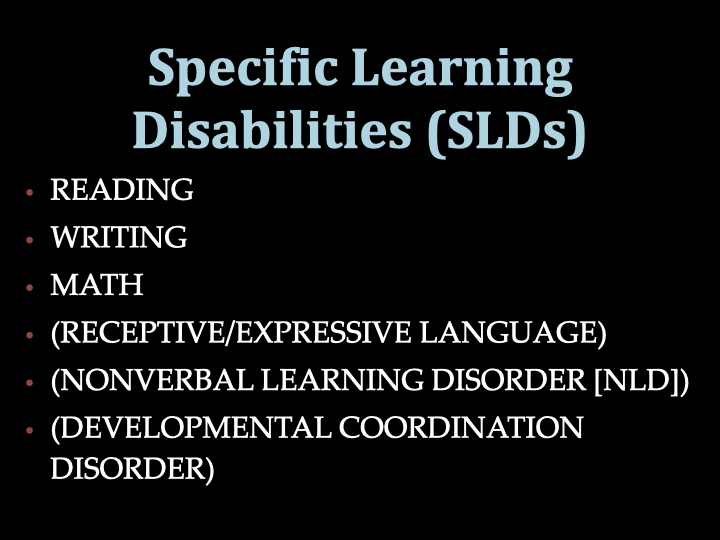 Specific Learning
Disabilities (SLDs)
• READING
• WRITING
• MATH
• (RECEPTIVE/EXPRESSIVE LANGUAGE)
• (NONVERBAL LEARNING DISORDER [NLD])
• (DEVELOPMENTAL COORDINATION
DISORDER)